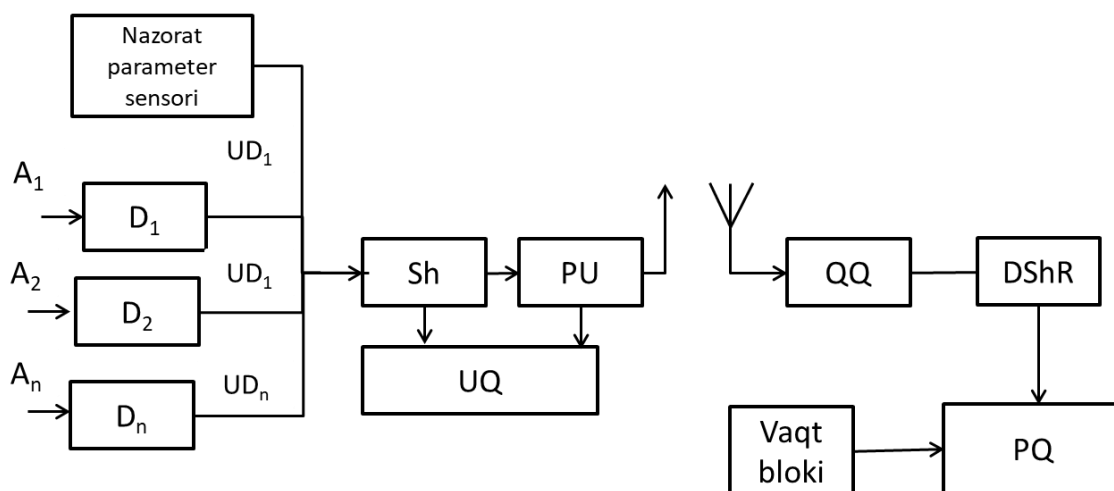 Nazorat
parameter
sensori
UD₁
A₁
D₁
A₂
UD₁
D₂
Aₙ
UDₙ
Dₙ
Sh
PU
UQ
QQ
DShR
Vaqt
bloki
PQ